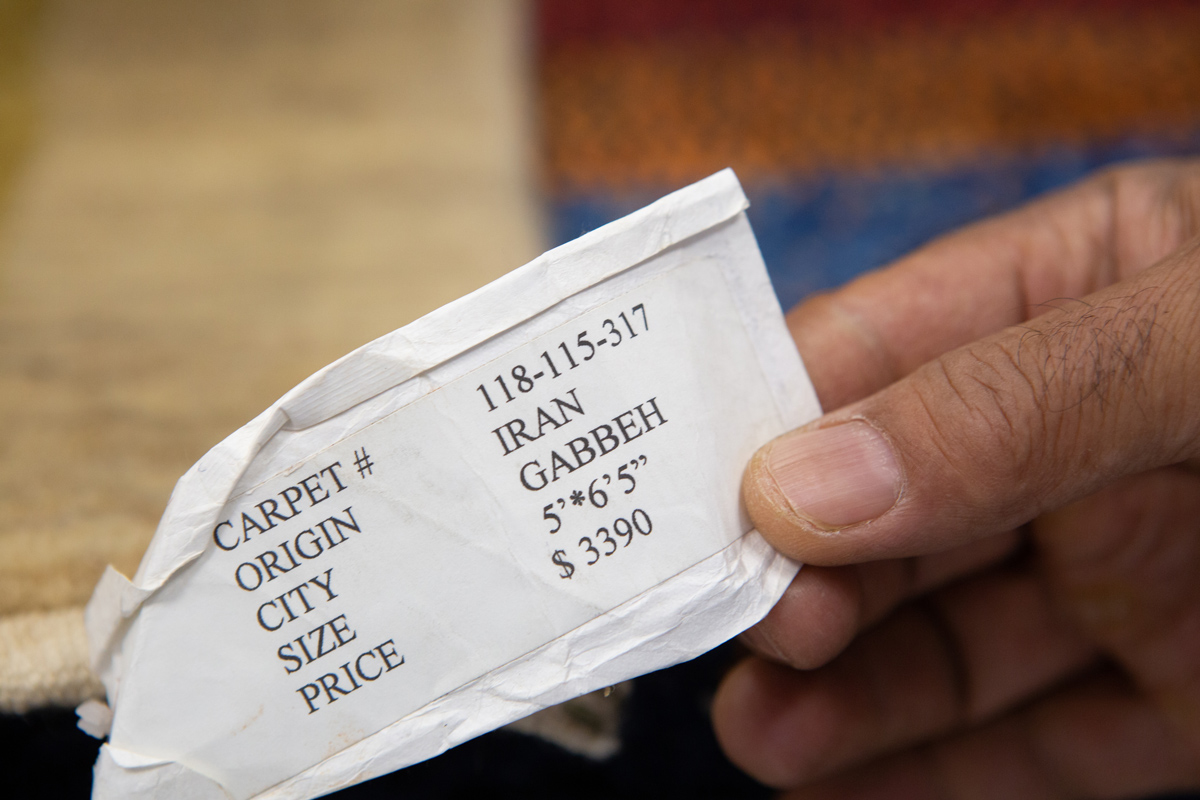 CARPET # 118-115-317
ORIGIN IRAN
CITY GABBEH
SIZE 5’*6’5”
PRICE $ 3390